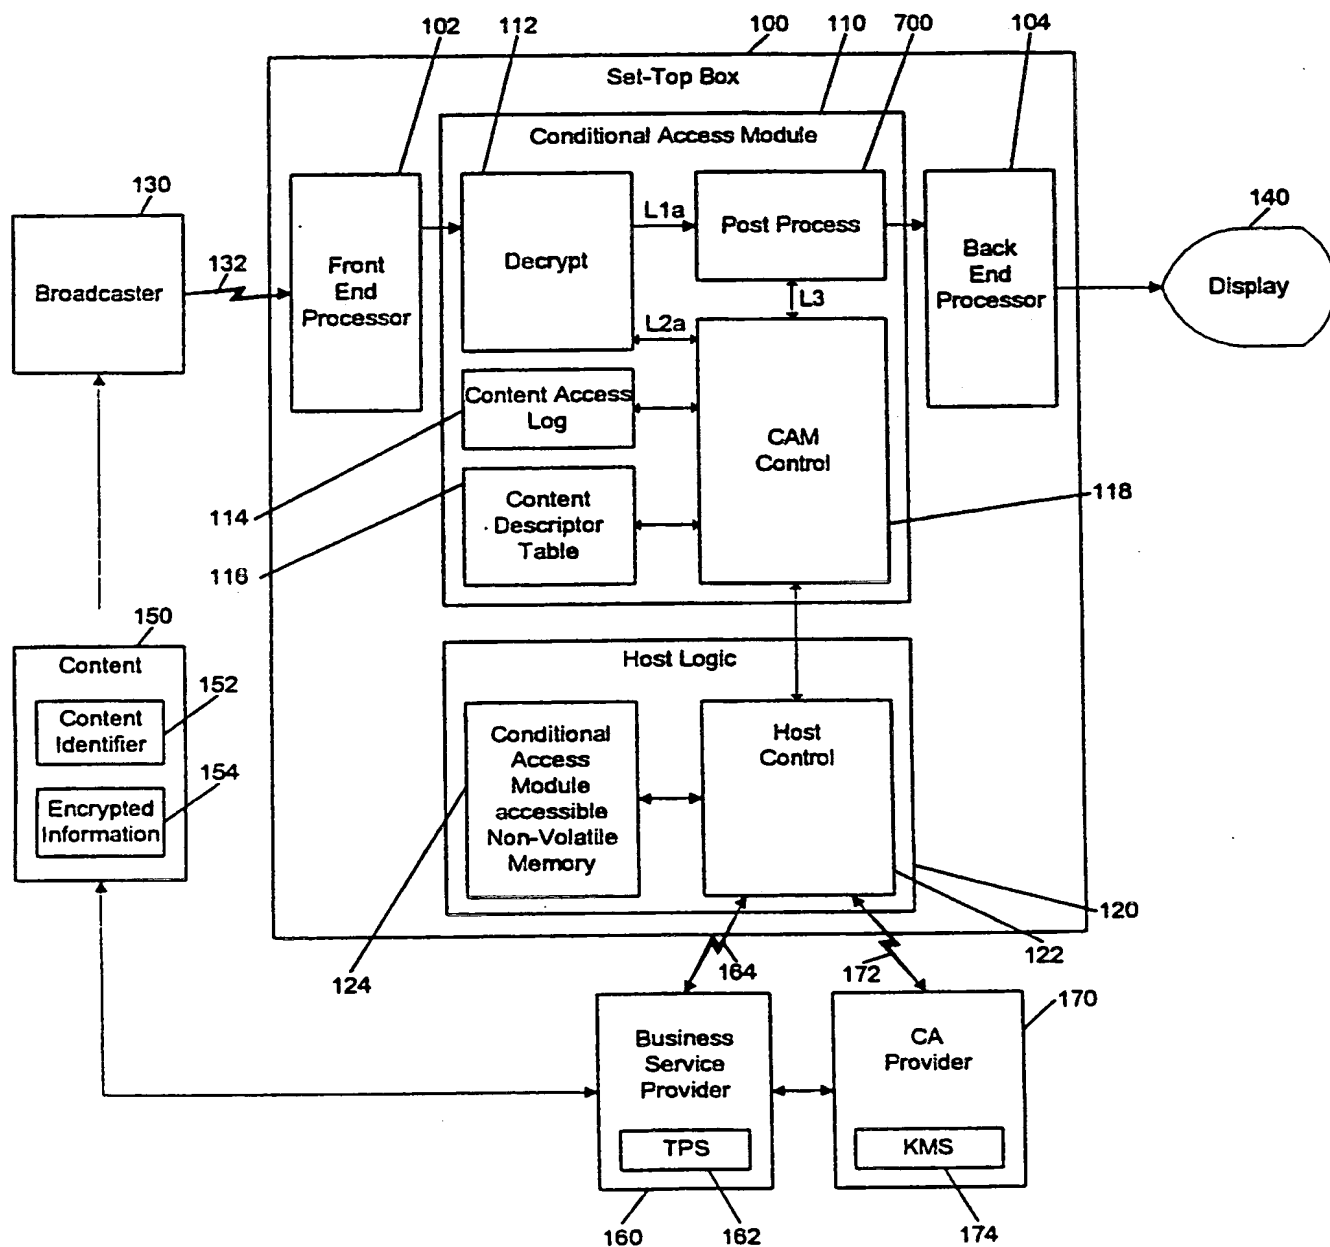 102
112
100
110
700
104
Set-Top Box
Conditional Access Module
130
132
Broadcaster
Front
End
Processor
Decrypt
L1a
Post Process
L3
L2a
Back
End
Processor
140
Display
Content Access
Log
CAM
Control
114
Content
Descriptor
Table
116
118
150
Content
152
Content
Identifier
154
Encrypted
Information
Host Logic
Conditional
Access
Module
accessible
Non-Volatile
Memory
Host
Control
120
122
124
164
172
170
Business
Service
Provider
CA
Provider
TPS
KMS
160
162
174